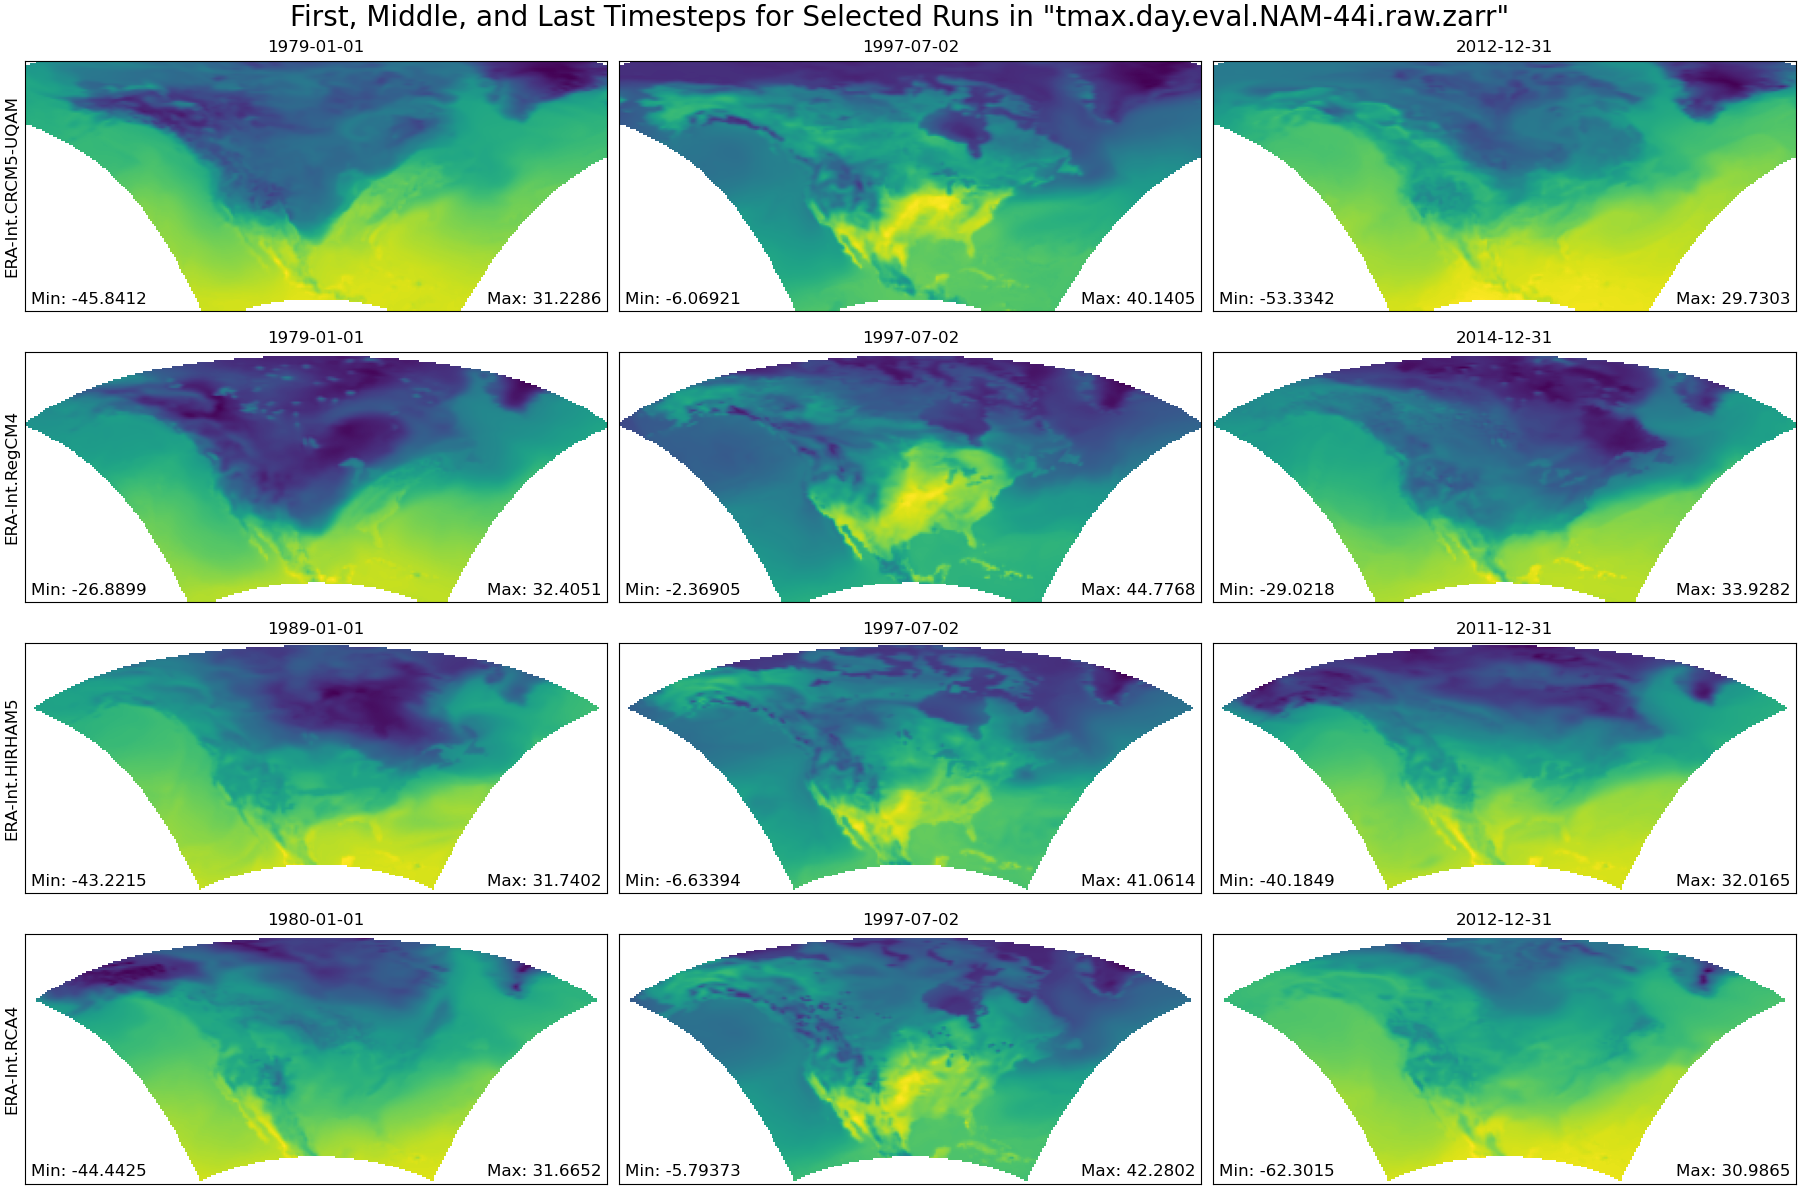 First, Middle, and Last Timesteps for Selected Runs in "tmax.day.eval.NAM-44i.raw.zarr"
1979-01-01
1997-07-02
2012-12-31
ERA-Int.CRCM5-UQAM
Min: -45.8412
Max: 31.2286
Min: -6.06921
Max: 40.1405
Min: -53.3342
Max: 29.7303
1979-01-01
1997-07-02
2014-12-31
ERA-Int.RegCM4
Min: -26.8899
Max: 32.4051
Min: -2.36905
Max: 44.7768
Min: -29.0218
Max: 33.9282
1989-01-01
1997-07-02
2011-12-31
ERA-Int.HIRHAM5
Min: -43.2215
Max: 31.7402
Min: -6.63394
Max: 41.0614
Min: -40.1849
Max: 32.0165
1980-01-01
1997-07-02
2012-12-31
ERA-Int.RCA4
Min: -44.4425
Max: 31.6652
Min: -5.79373
Max: 42.2802
Min: -62.3015
Max: 30.9865